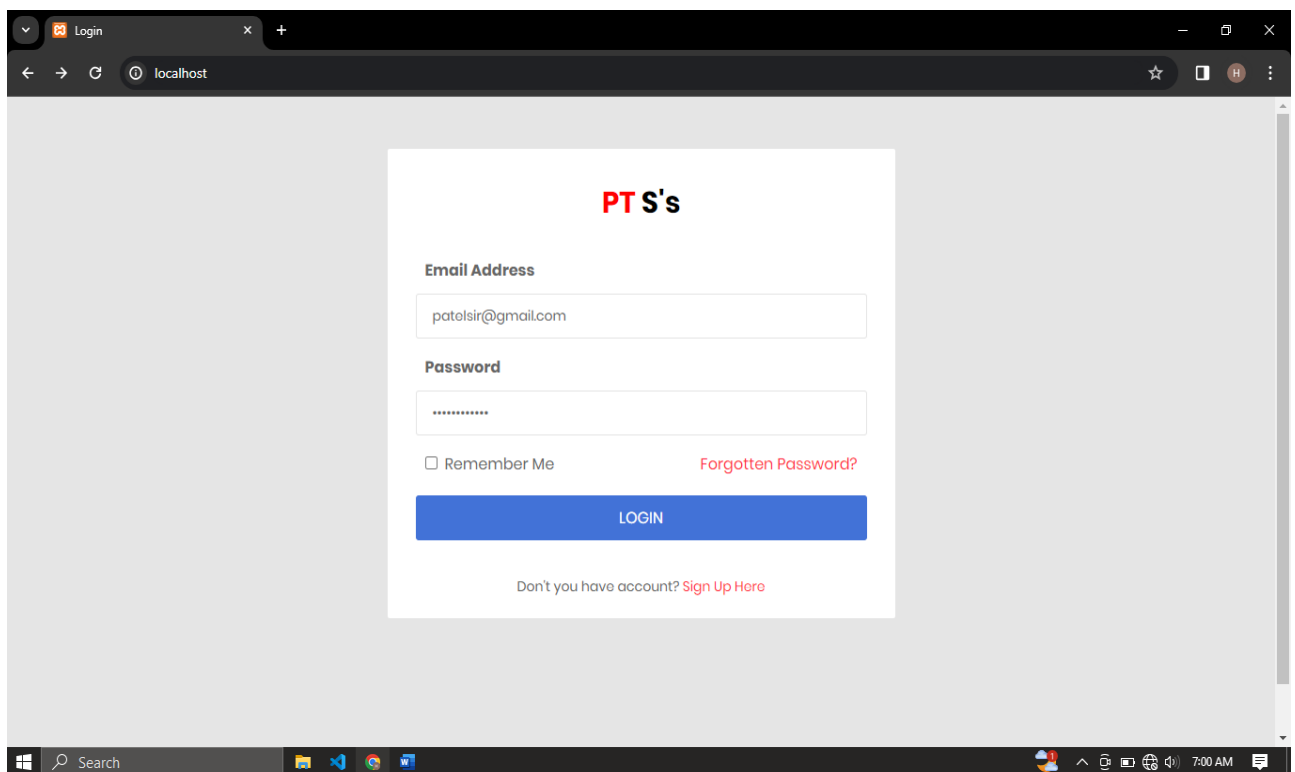 Login
localhost
H
PT S's
Email Address
patelsir@gmail.com
Password
••••••••••••
Remember Me Forgotten Password?
LOGIN
Don't you have account? Sign Up Here
Search
1
7:00 AM